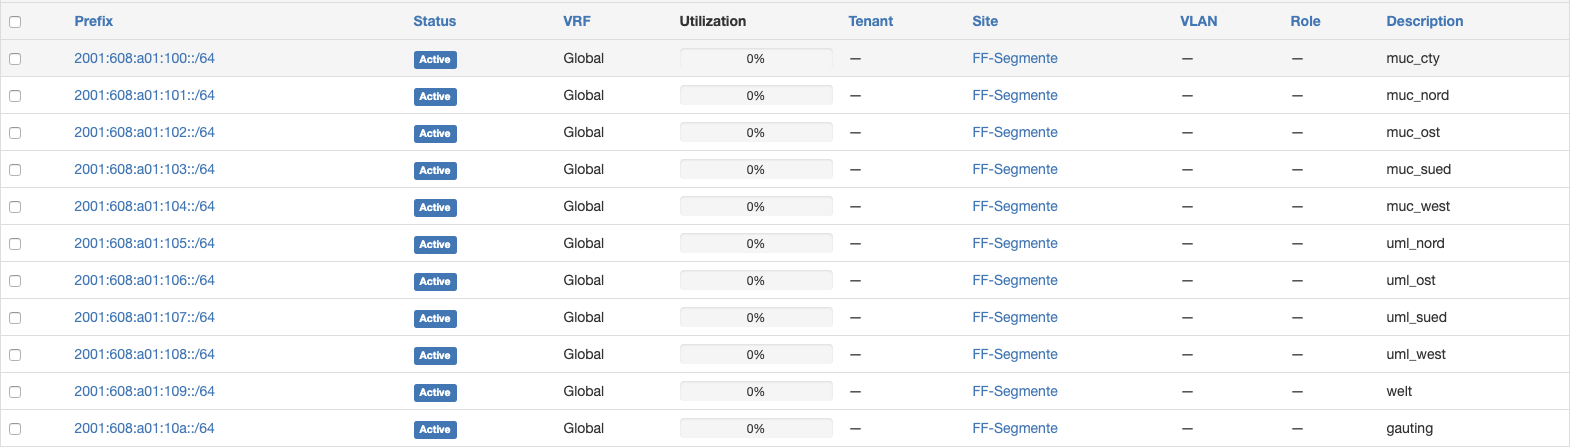 Prefix Status VRF Utilization Tenant Site VLAN Role Description
2001:608:a01:100::/64 Active Global 0% — FF-Segmente — — muc_cty
2001:608:a01:101::/64 Active Global 0% — FF-Segmente — — muc_nord
2001:608:a01:102::/64 Active Global 0% — FF-Segmente — — muc_ost
2001:608:a01:103::/64 Active Global 0% — FF-Segmente — — muc_sued
2001:608:a01:104::/64 Active Global 0% — FF-Segmente — — muc_west
2001:608:a01:105::/64 Active Global 0% — FF-Segmente — — uml_nord
2001:608:a01:106::/64 Active Global 0% — FF-Segmente — — uml_ost
2001:608:a01:107::/64 Active Global 0% — FF-Segmente — — uml_sued
2001:608:a01:108::/64 Active Global 0% — FF-Segmente — — uml_west
2001:608:a01:109::/64 Active Global 0% — FF-Segmente — — welt
2001:608:a01:10a::/64 Active Global 0% — FF-Segmente — — gauting